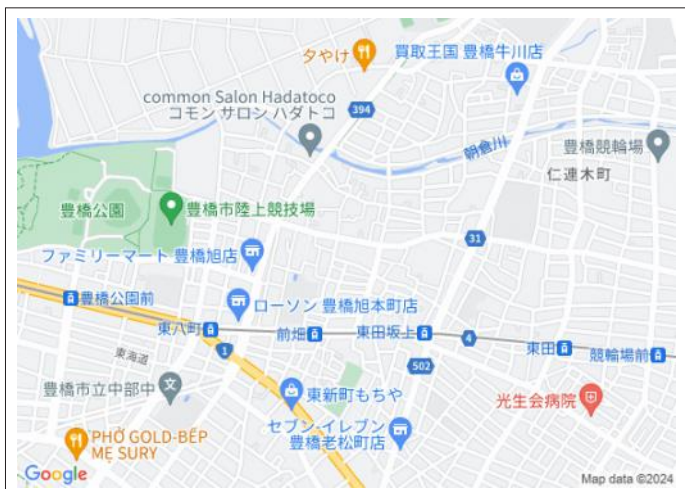 夕やけ
買取王国 豊橋牛川店
common Salon Hadatoco
コモン サロン ハダトコ
394
朝倉川
豊橋競輪場
仁連木町
豊橋公園
豊橋市陸上競技場
31
ファミリーマート 豊橋旭店
豊橋公園前
ローソン 豊橋旭本町店
東八町
前畑
東田坂上
4
東田
競輪場前
東海道
1
502
豊橋市立中部中
東新町もちや
光生会病院
セブン-イレブン
豊橋老松町店
PHỞ GOLD-BẾP
MẸ SURY
Google
Map data ©2024